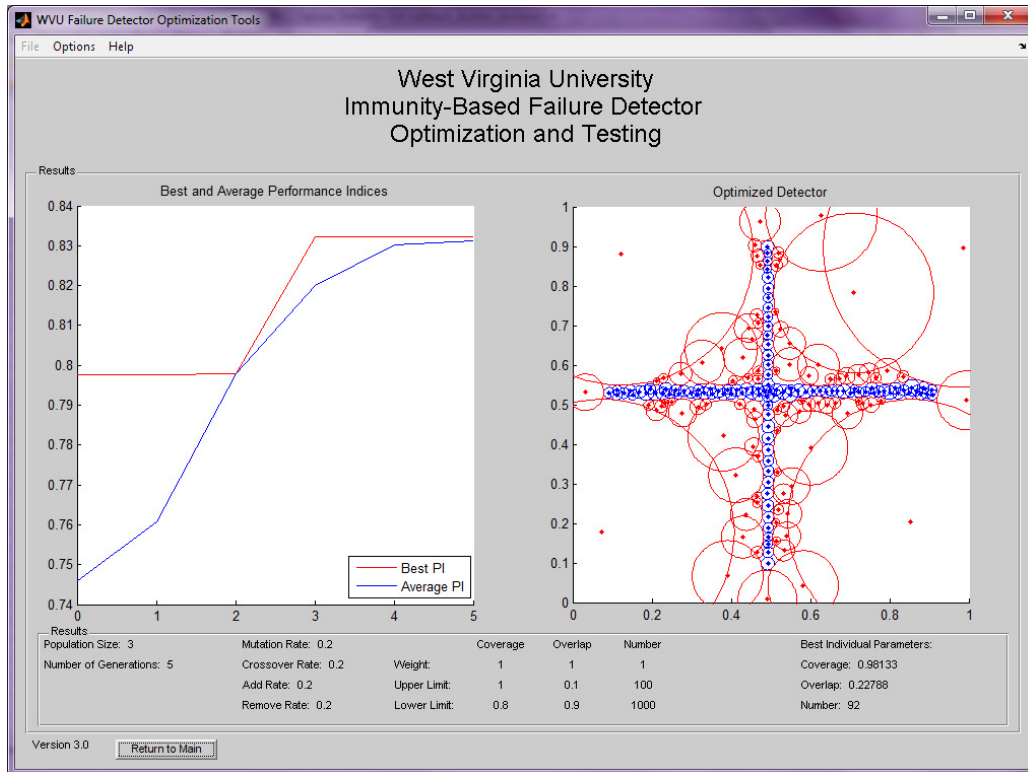 WVU Failure Detector Optimization Tools
File Options Help
West Virginia University
Immunity-Based Failure Detector
Optimization and Testing
Results
Best and Average Performance Indices
0.84
0.83
0.82
0.81
0.8
0.79
0.78
0.77
0.76
0.75
0.74
0 1 2 3 4 5
Best PI
Average PI
Optimized Detector
1
0.9
0.8
0.7
0.6
0.5
0.4
0.3
0.2
0.1
0
0 0.2 0.4 0.6 0.8 1
Results
Population Size: 3 Mutation Rate: 0.2 Coverage Overlap Number Best Individual Parameters:
Number of Generations: 5 Crossover Rate: 0.2 Weight: 1 1 1 Coverage: 0.98133
Add Rate: 0.2 Upper Limit: 1 0.1 100 Overlap: 0.22788
Remove Rate: 0.2 Lower Limit: 0.8 0.9 1000 Number: 92
Version 3.0 Return to Main